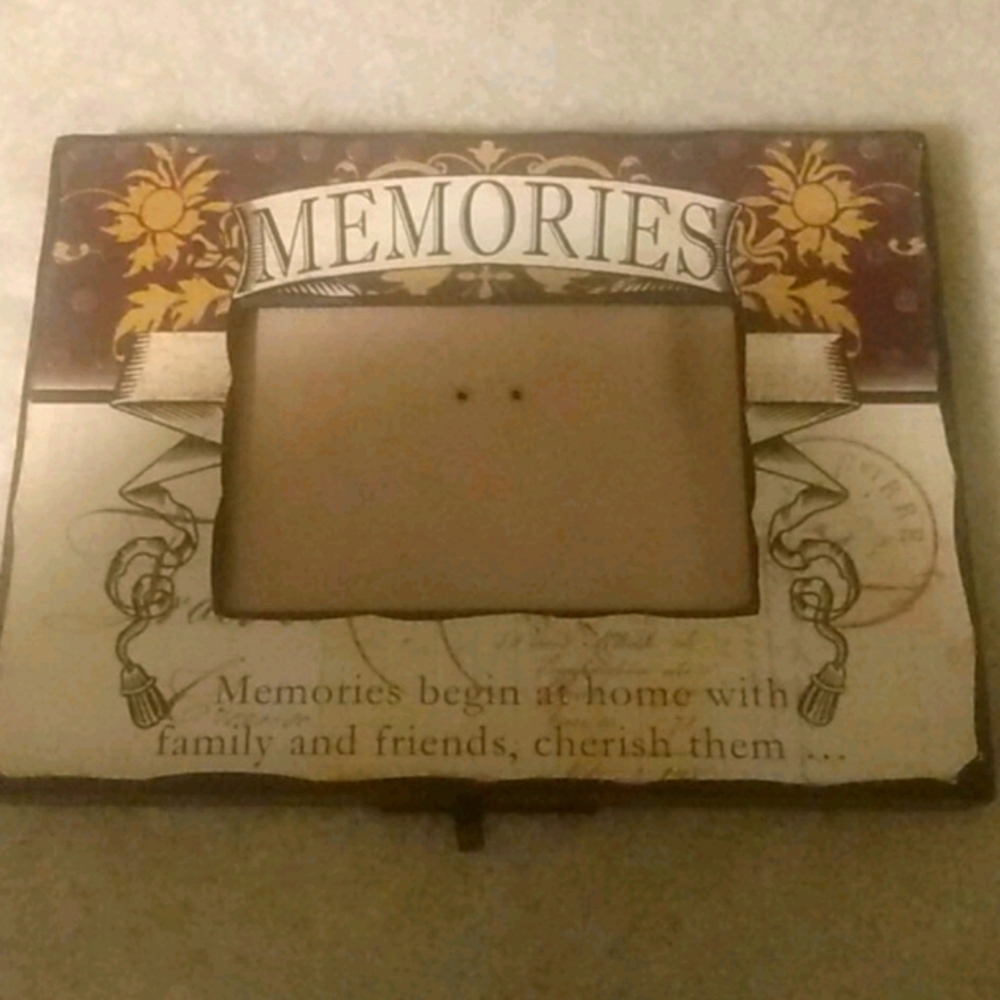 MEMORIES
Memories begin at home with
family and friends, cherish them ...